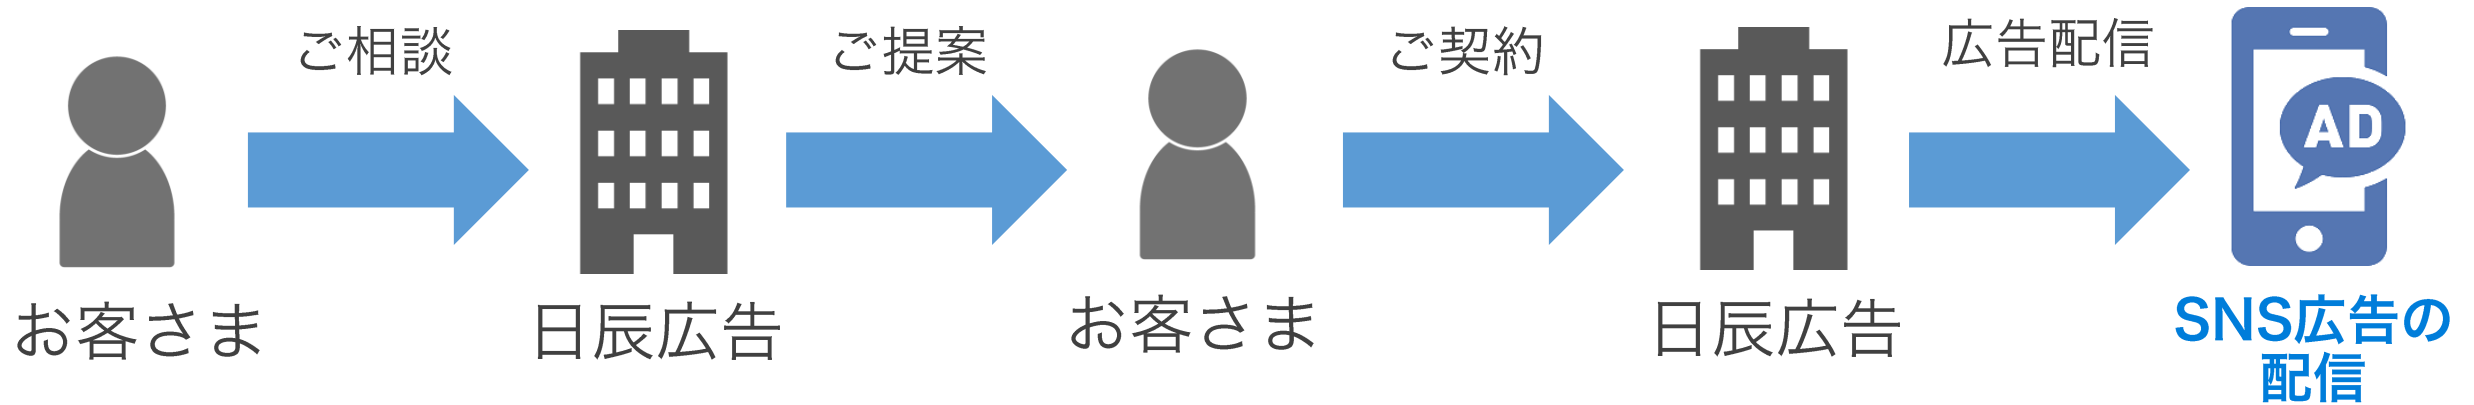 ご相談
ご提案
ご契約
広告配信
AD
お客さま
日辰広告
お客さま
日辰広告
SNS広告の
配信